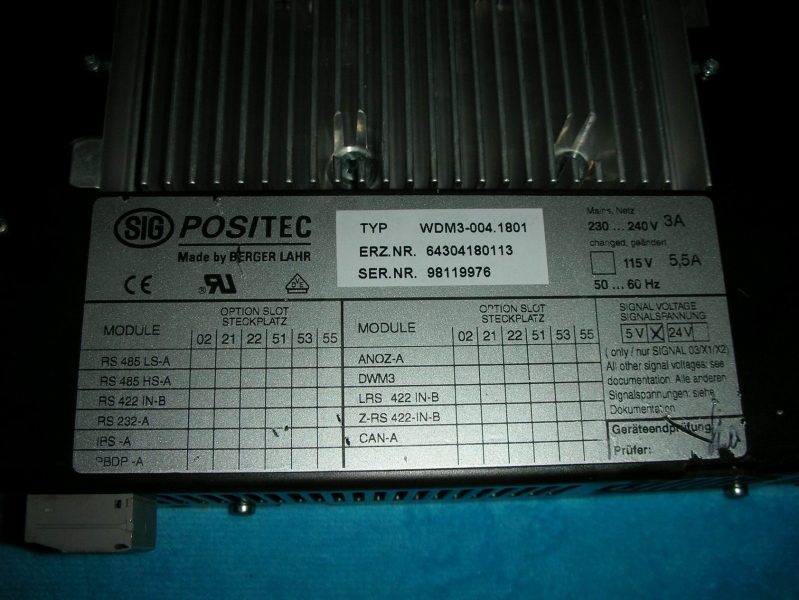 SIG POSITEC
Made by BERGER LAHR
CE
TYP WDM3-004.1801
ERZ.NR. 64304180113
SER.NR. 98119976
Mains, Netz
230 ... 240 V 3A
changed, geändert
115 V 5,5A
50 ... 60 Hz
MODULE OPTION SLOT
STECKPLATZ
02 21 22 51 53 55
RS 485 LS-A
RS 485 HS-A
RS 422 IN-B
RS 232-A
IBS -A
PBDP -A
MODULE OPTION SLOT
STECKPLATZ
02 21 22 51 53 55
ANOZ-A
DWM3
LRS 422 IN-B
Z-RS 422-IN-B
CAN-A
SIGNAL VOLTAGE
SIGNALSPANNUNG
5 V 24 V
( only / nur SIGNAL 03/X1/X2)
All other signal voltages: see
documentation. Alle anderen
Signalspannungen: siehe
Dokumentation
Geräteendprüfung
Prüfer: